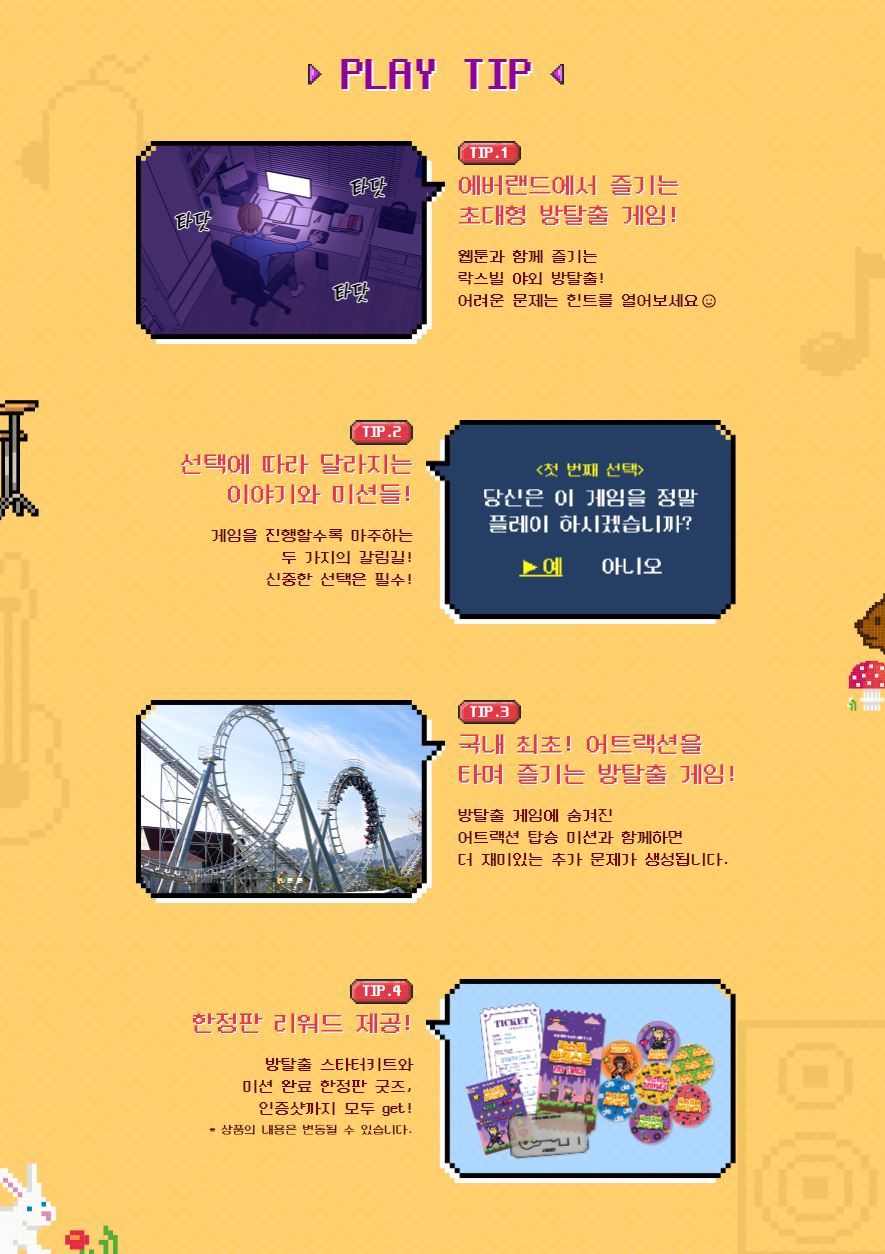 PLAY TIP
타닷
타닷
타닷
TIP.1
에버랜드에서 즐기는
초대형 방탈출 게임!
웹툰과 함께 즐기는
락스빌 야외 방탈출!
어려운 문제는 힌트를 열어보세요☺
TIP.2
선택에 따라 달라지는
이야기와 미션들!
게임을 진행할수록 마주하는
두 가지의 갈림길!
신중한 선택은 필수!
<첫 번째 선택>
당신은 이 게임을 정말
플레이 하시겠습니까?
▶예 아니오
TIP.3
국내 최초! 어트랙션을
타며 즐기는 방탈출 게임!
방탈출 게임에 숨겨진
어트랙션 탑승 미션과 함께하면
더 재미있는 추가 문제가 생성됩니다.
TIP.4
한정판 리워드 제공!
방탈출 스타터키트와
미션 완료 한정판 굿즈,
인증샷까지 모두 get!
* 상품의 내용은 변동될 수 있습니다.
TICKET